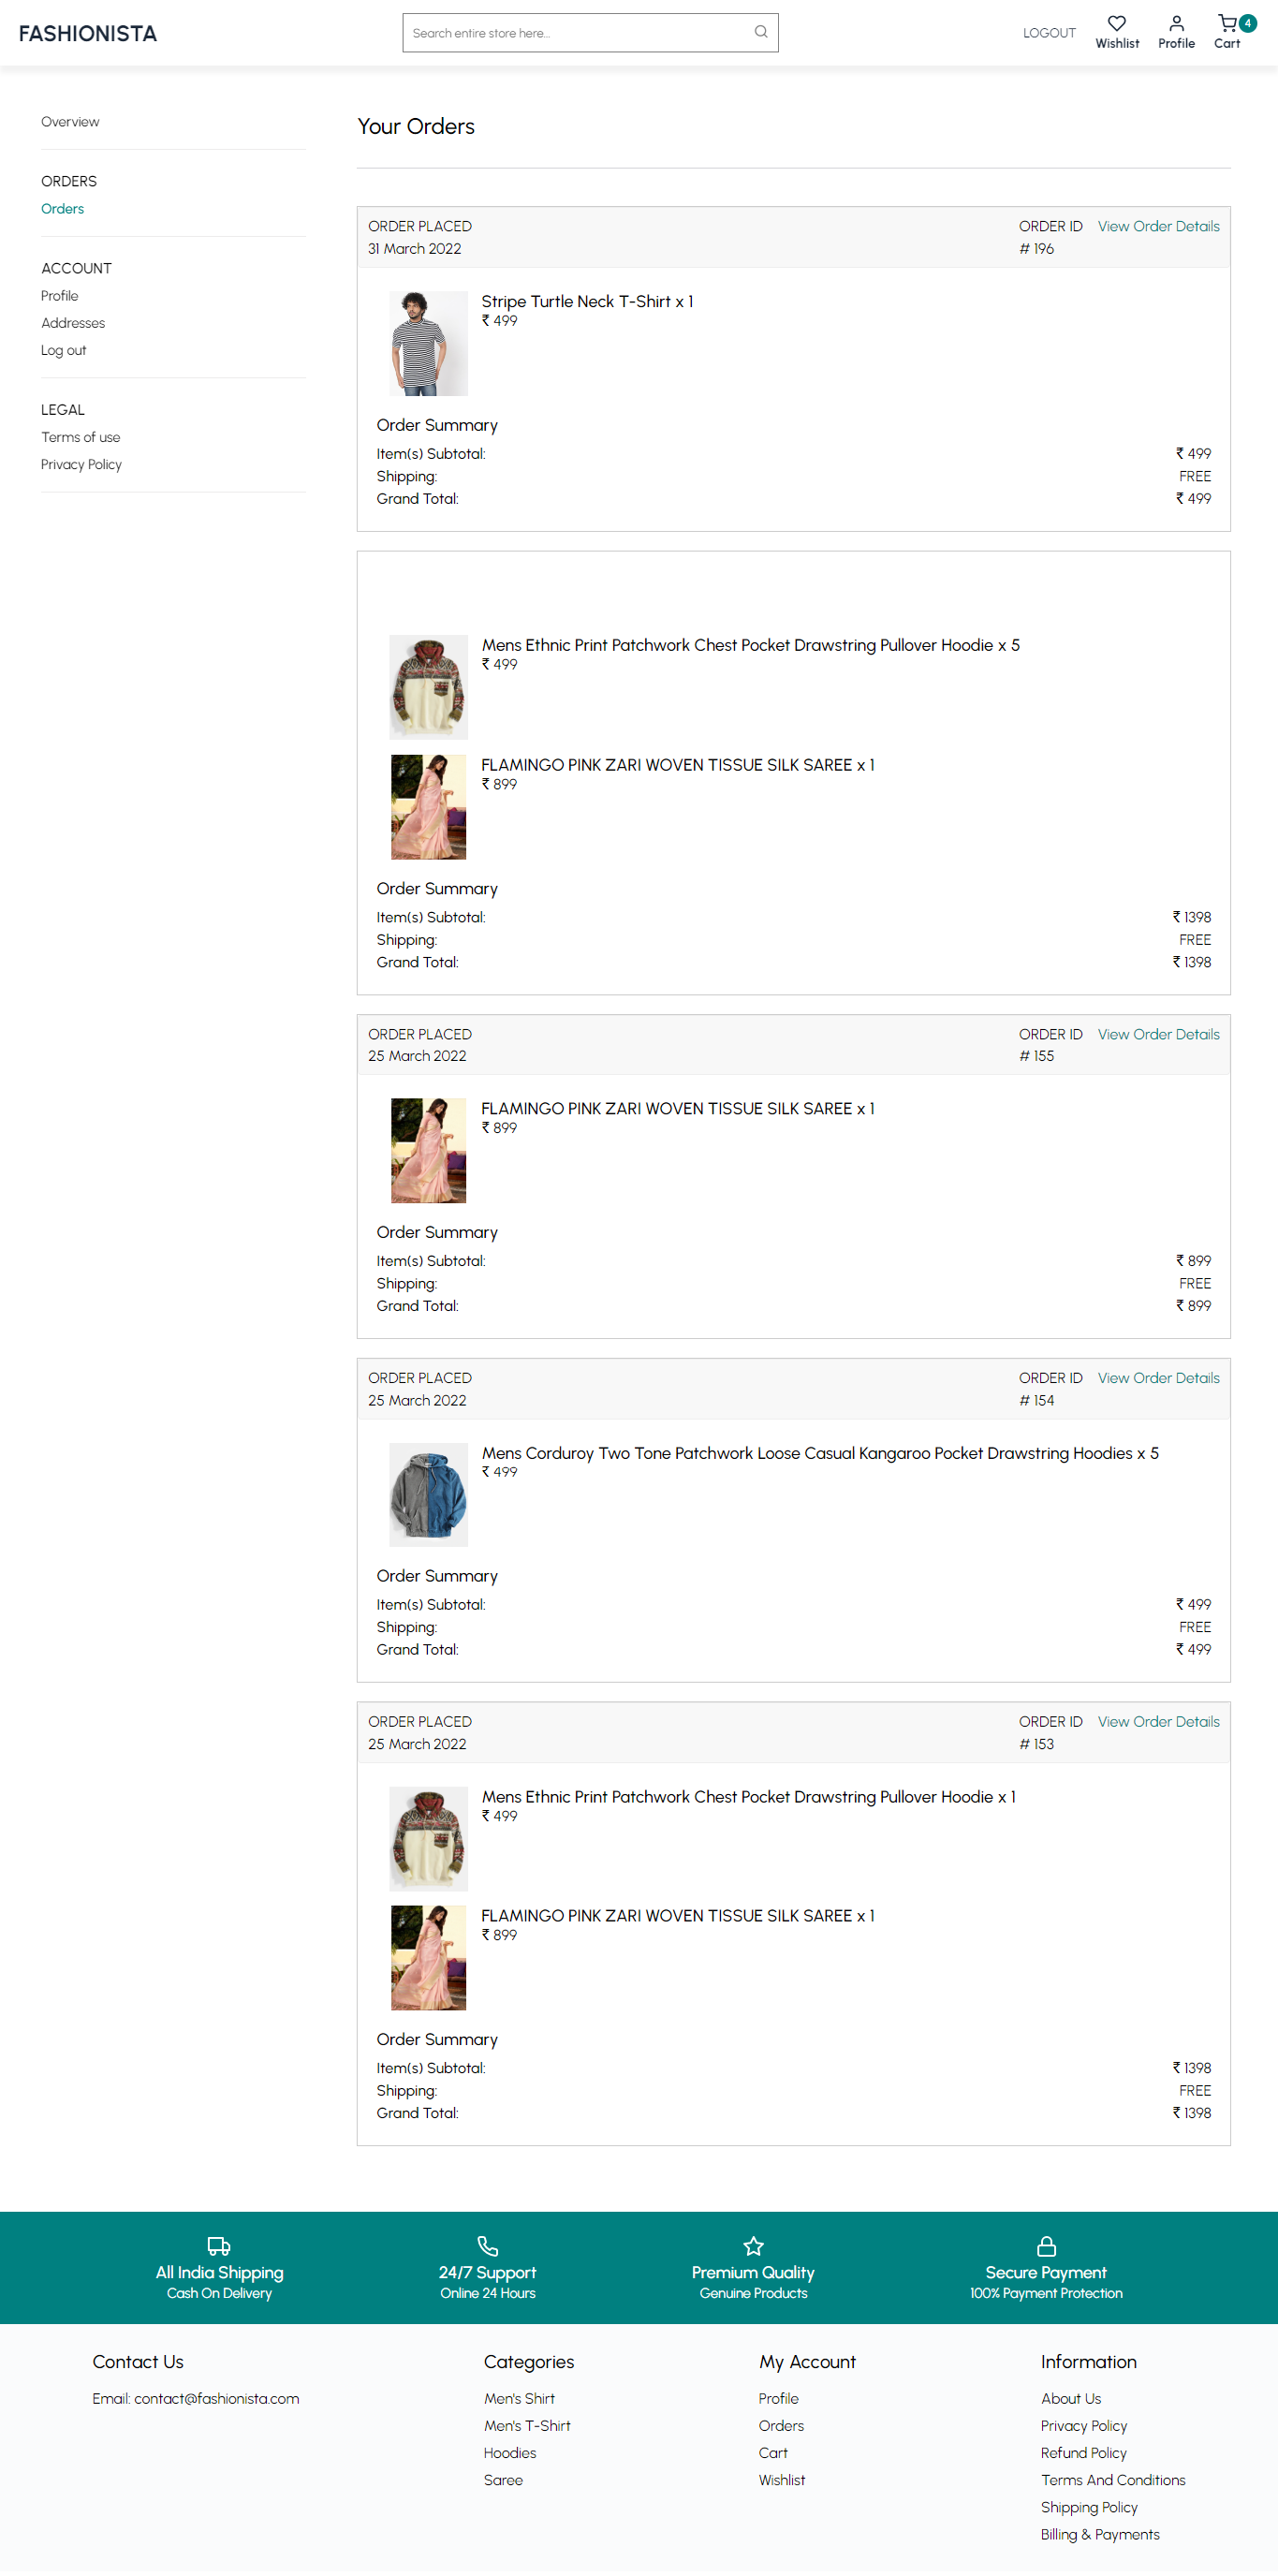 FASHIONISTA
Search entire store here...
LOGOUT
Wishlist
Profile
Cart
4
Overview
ORDERS
Orders
ACCOUNT
Profile
Addresses
Log out
LEGAL
Terms of use
Privacy Policy
Your Orders
ORDER PLACED
31 March 2022
ORDER ID
# 196
View Order Details
Stripe Turtle Neck T-Shirt x 1
₹ 499
Order Summary
Item(s) Subtotal: ₹ 499
Shipping: FREE
Grand Total: ₹ 499
Mens Ethnic Print Patchwork Chest Pocket Drawstring Pullover Hoodie x 5
₹ 499
FLAMINGO PINK ZARI WOVEN TISSUE SILK SAREE x 1
₹ 899
Order Summary
Item(s) Subtotal: ₹ 1398
Shipping: FREE
Grand Total: ₹ 1398
ORDER PLACED
25 March 2022
ORDER ID
# 155
View Order Details
FLAMINGO PINK ZARI WOVEN TISSUE SILK SAREE x 1
₹ 899
Order Summary
Item(s) Subtotal: ₹ 899
Shipping: FREE
Grand Total: ₹ 899
ORDER PLACED
25 March 2022
ORDER ID
# 154
View Order Details
Mens Corduroy Two Tone Patchwork Loose Casual Kangaroo Pocket Drawstring Hoodies x 5
₹ 499
Order Summary
Item(s) Subtotal: ₹ 499
Shipping: FREE
Grand Total: ₹ 499
ORDER PLACED
25 March 2022
ORDER ID
# 153
View Order Details
Mens Ethnic Print Patchwork Chest Pocket Drawstring Pullover Hoodie x 1
₹ 499
FLAMINGO PINK ZARI WOVEN TISSUE SILK SAREE x 1
₹ 899
Order Summary
Item(s) Subtotal: ₹ 1398
Shipping: FREE
Grand Total: ₹ 1398
All India Shipping
Cash On Delivery
24/7 Support
Online 24 Hours
Premium Quality
Genuine Products
Secure Payment
100% Payment Protection
Contact Us
Email: contact@fashionista.com
Categories
Men's Shirt
Men's T-Shirt
Hoodies
Saree
My Account
Profile
Orders
Cart
Wishlist
Information
About Us
Privacy Policy
Refund Policy
Terms And Conditions
Shipping Policy
Billing & Payments